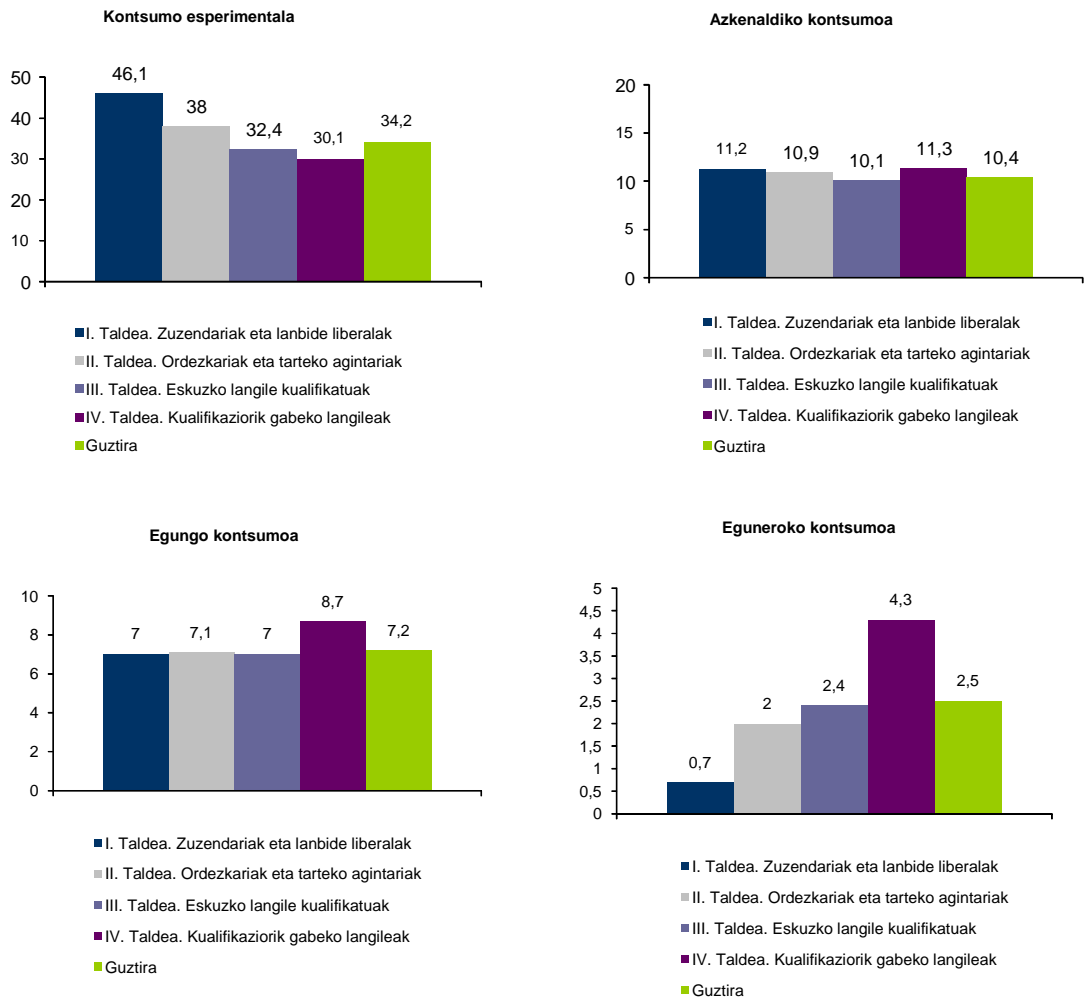 Kontsumo esperimentala
50
40
30
20
10
0
46,1
38
32,4
30,1
34,2
I. Taldea. Zuzendariak eta lanbide liberalak
II. Taldea. Ordezkariak eta tarteko agintariak
III. Taldea. Eskuzko langile kualifikatuak
IV. Taldea. Kualifikaziorik gabeko langileak
Guztira
Azkenaldiko kontsumoa
20
15
10
5
0
11,2
10,9
10,1
11,3
10,4
I. Taldea. Zuzendariak eta lanbide liberalak
II. Taldea. Ordezkariak eta tarteko agintariak
III. Taldea. Eskuzko langile kualifikatuak
IV. Taldea. Kualifikaziorik gabeko langileak
Guztira
Egungo kontsumoa
10
8
6
4
2
0
7
7,1
7
8,7
7,2
I. Taldea. Zuzendariak eta lanbide liberalak
II. Taldea. Ordezkariak eta tarteko agintariak
III. Taldea. Eskuzko langile kualifikatuak
IV. Taldea. Kualifikaziorik gabeko langileak
Guztira
Eguneroko kontsumoa
5
4,5
4
3,5
3
2,5
2
1,5
1
0,5
0
0,7
2
2,4
4,3
2,5
I. Taldea. Zuzendariak eta lanbide liberalak
II. Taldea. Ordezkariak eta tarteko agintariak
III. Taldea. Eskuzko langile kualifikatuak
IV. Taldea. Kualifikaziorik gabeko langileak
Guztira